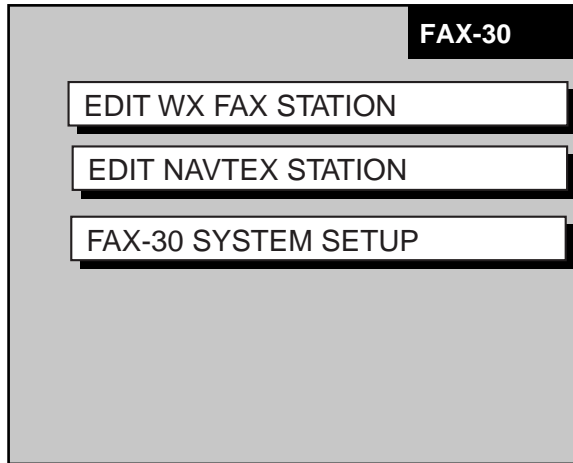 FAX-30
EDIT WX FAX STATION
EDIT NAVTEX STATION
FAX-30 SYSTEM SETUP